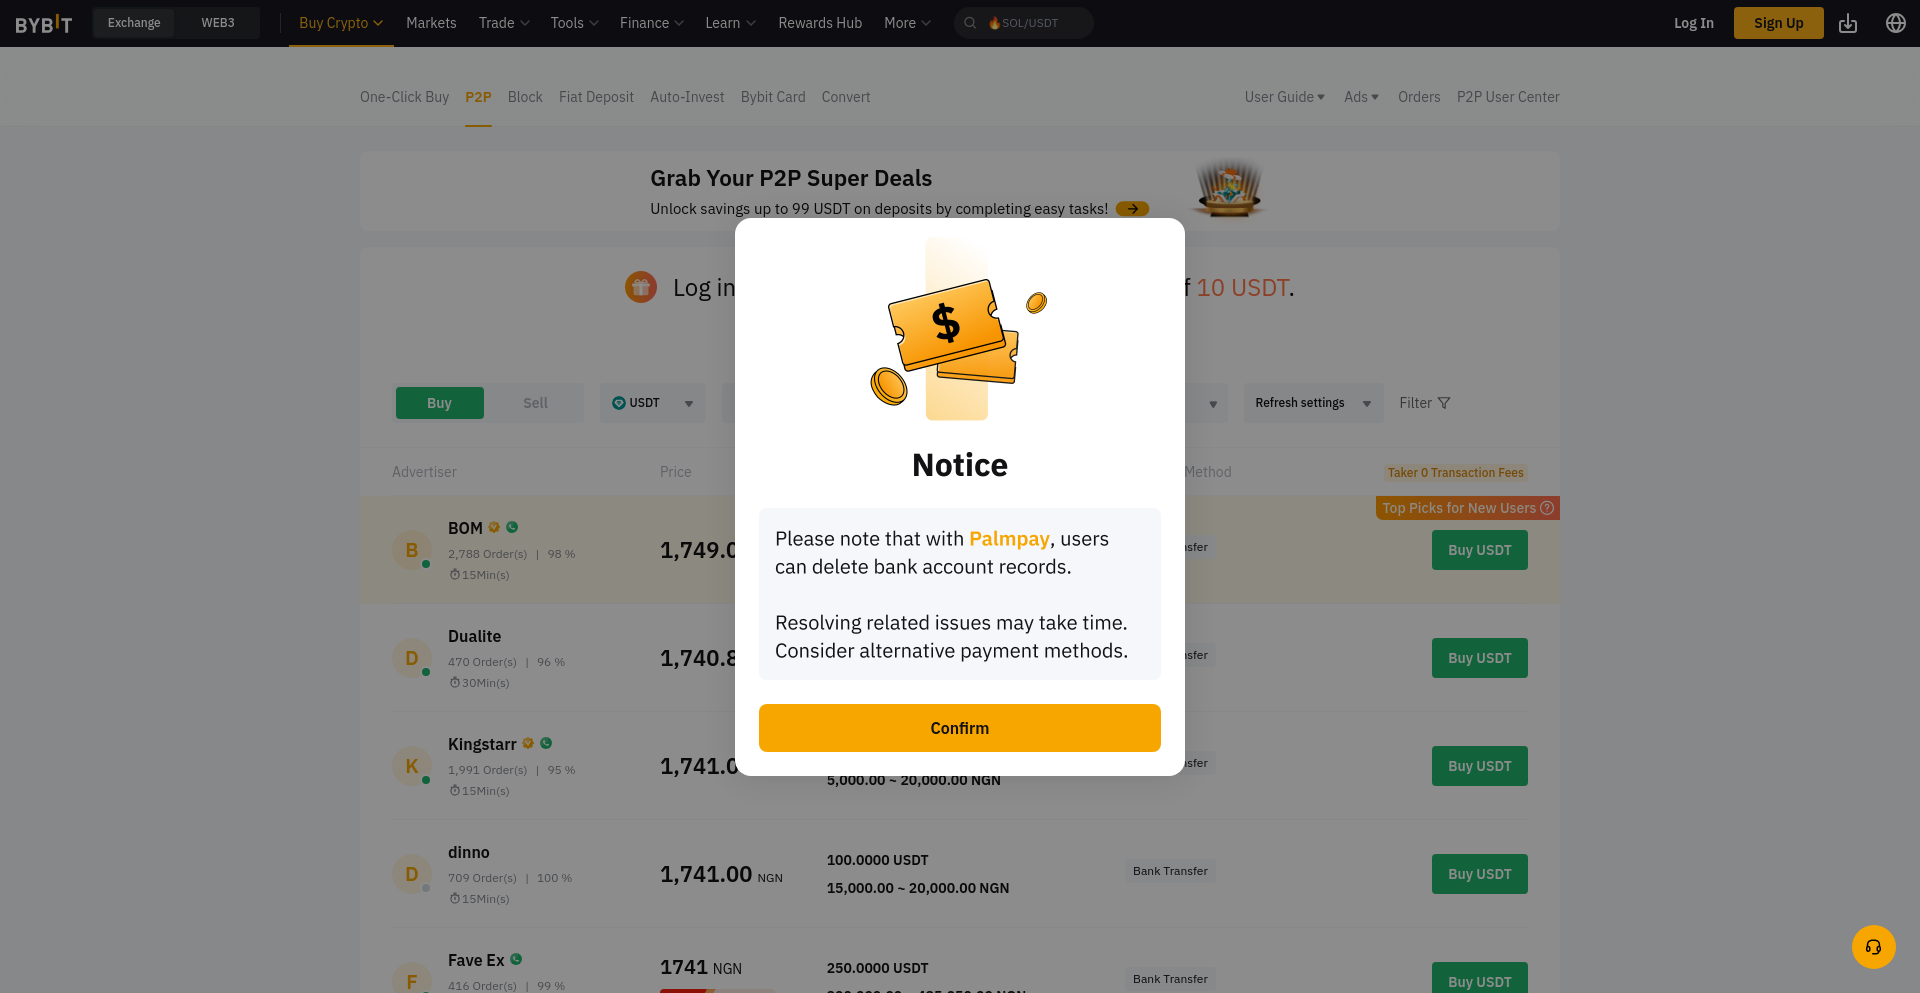 BYBIT Exchange WEB3 Buy Crypto Markets Trade Tools Finance Learn Rewards Hub More SOL/USDT Log In Sign Up
One-Click Buy P2P Block Fiat Deposit Auto-Invest Bybit Card Convert User Guide Ads Orders P2P User Center
Grab Your P2P Super Deals
Unlock savings up to 99 USDT on deposits by completing easy tasks!
Log in
f 10 USDT.
Buy Sell USDT Refresh settings Filter
Advertiser Price Method Taker 0 Transaction Fees
Top Picks for New Users
B BOM
2,788 Order(s) | 98 %
15Min(s)
1,749.0
sfer
Buy USDT
D Dualite
470 Order(s) | 96 %
30Min(s)
1,740.8
sfer
Buy USDT
K Kingstarr
1,991 Order(s) | 95 %
15Min(s)
1,741.0
5,000.00 ~ 20,000.00 NGN
sfer
Buy USDT
D dinno
709 Order(s) | 100 %
15Min(s)
1,741.00 NGN
100.0000 USDT
15,000.00 ~ 20,000.00 NGN
Bank Transfer
Buy USDT
F Fave Ex
416 Order(s) | 99 %
1741 NGN
250.0000 USDT
Bank Transfer
Buy USDT
$
Notice
Please note that with Palmpay, users
can delete bank account records.
Resolving related issues may take time.
Consider alternative payment methods.
Confirm